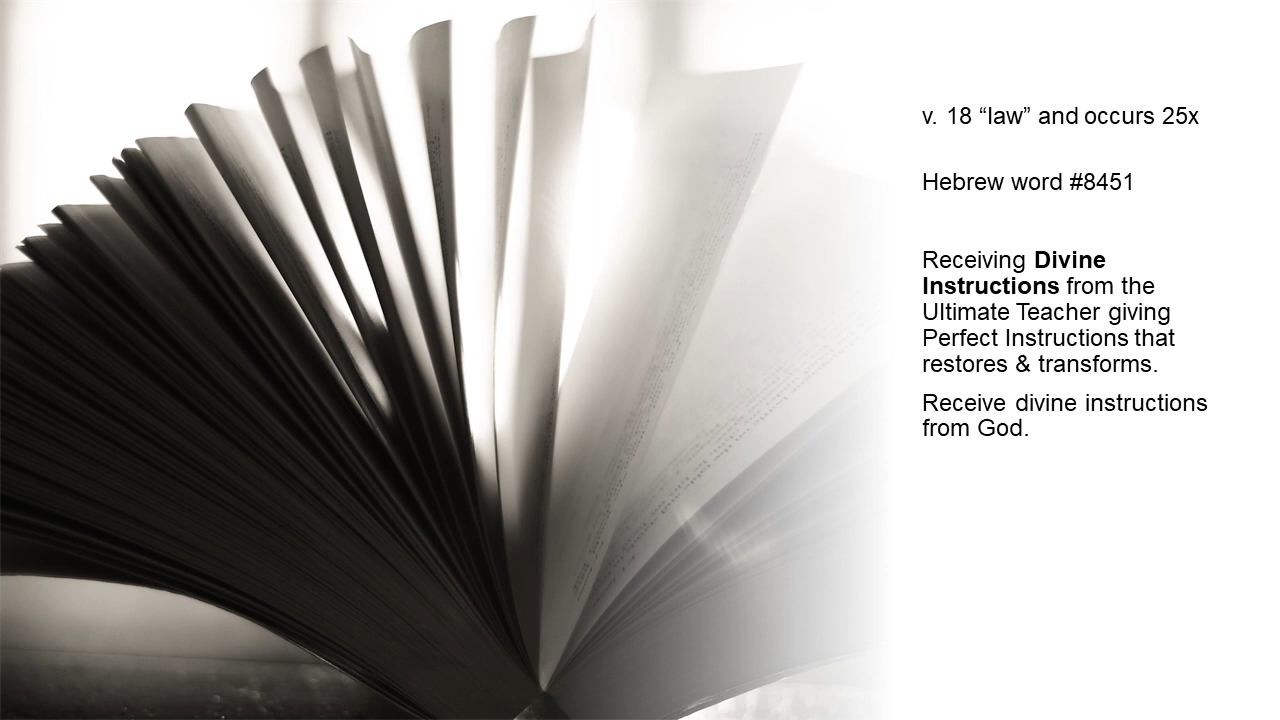 v. 18 “law” and occurs 25x
Hebrew word #8451
Receiving Divine
Instructions from the
Ultimate Teacher giving
Perfect Instructions that
restores & transforms.
Receive divine instructions
from God.